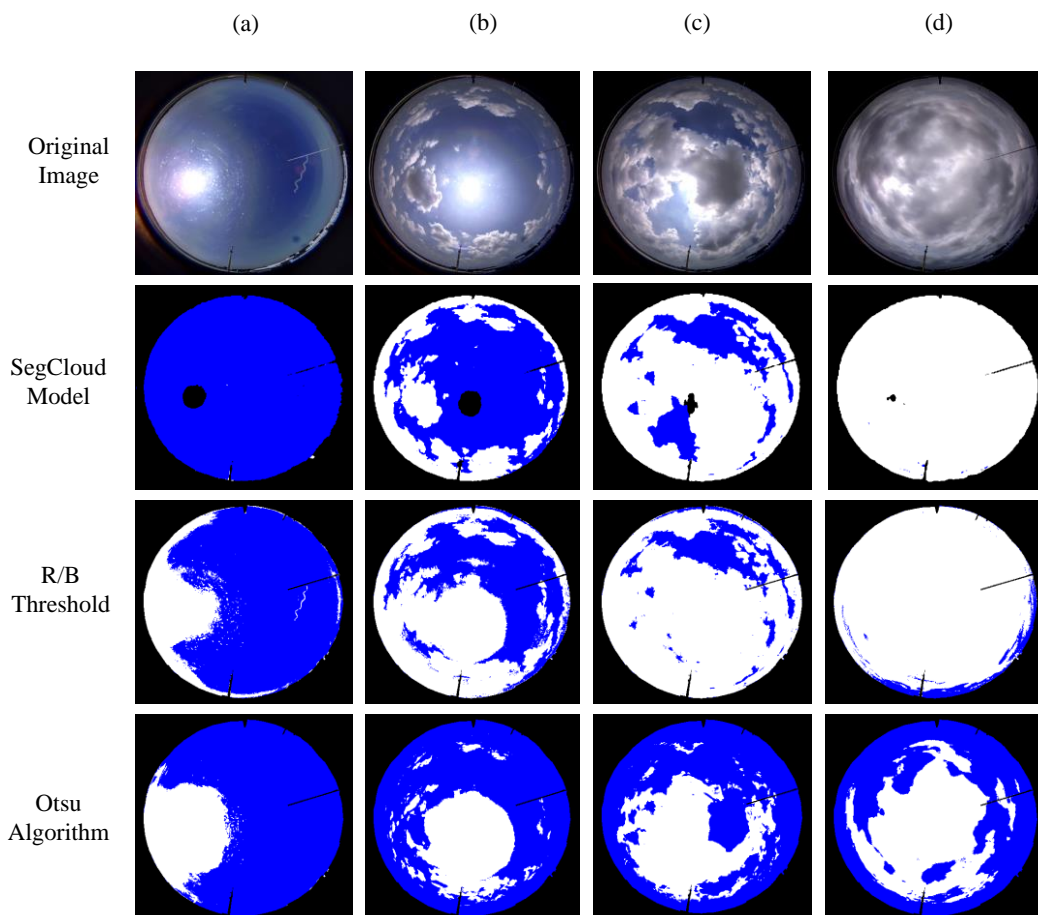 (a) (b) (c) (d)
Original
Image
SegCloud
Model
R/B
Threshold
Otsu
Algorithm